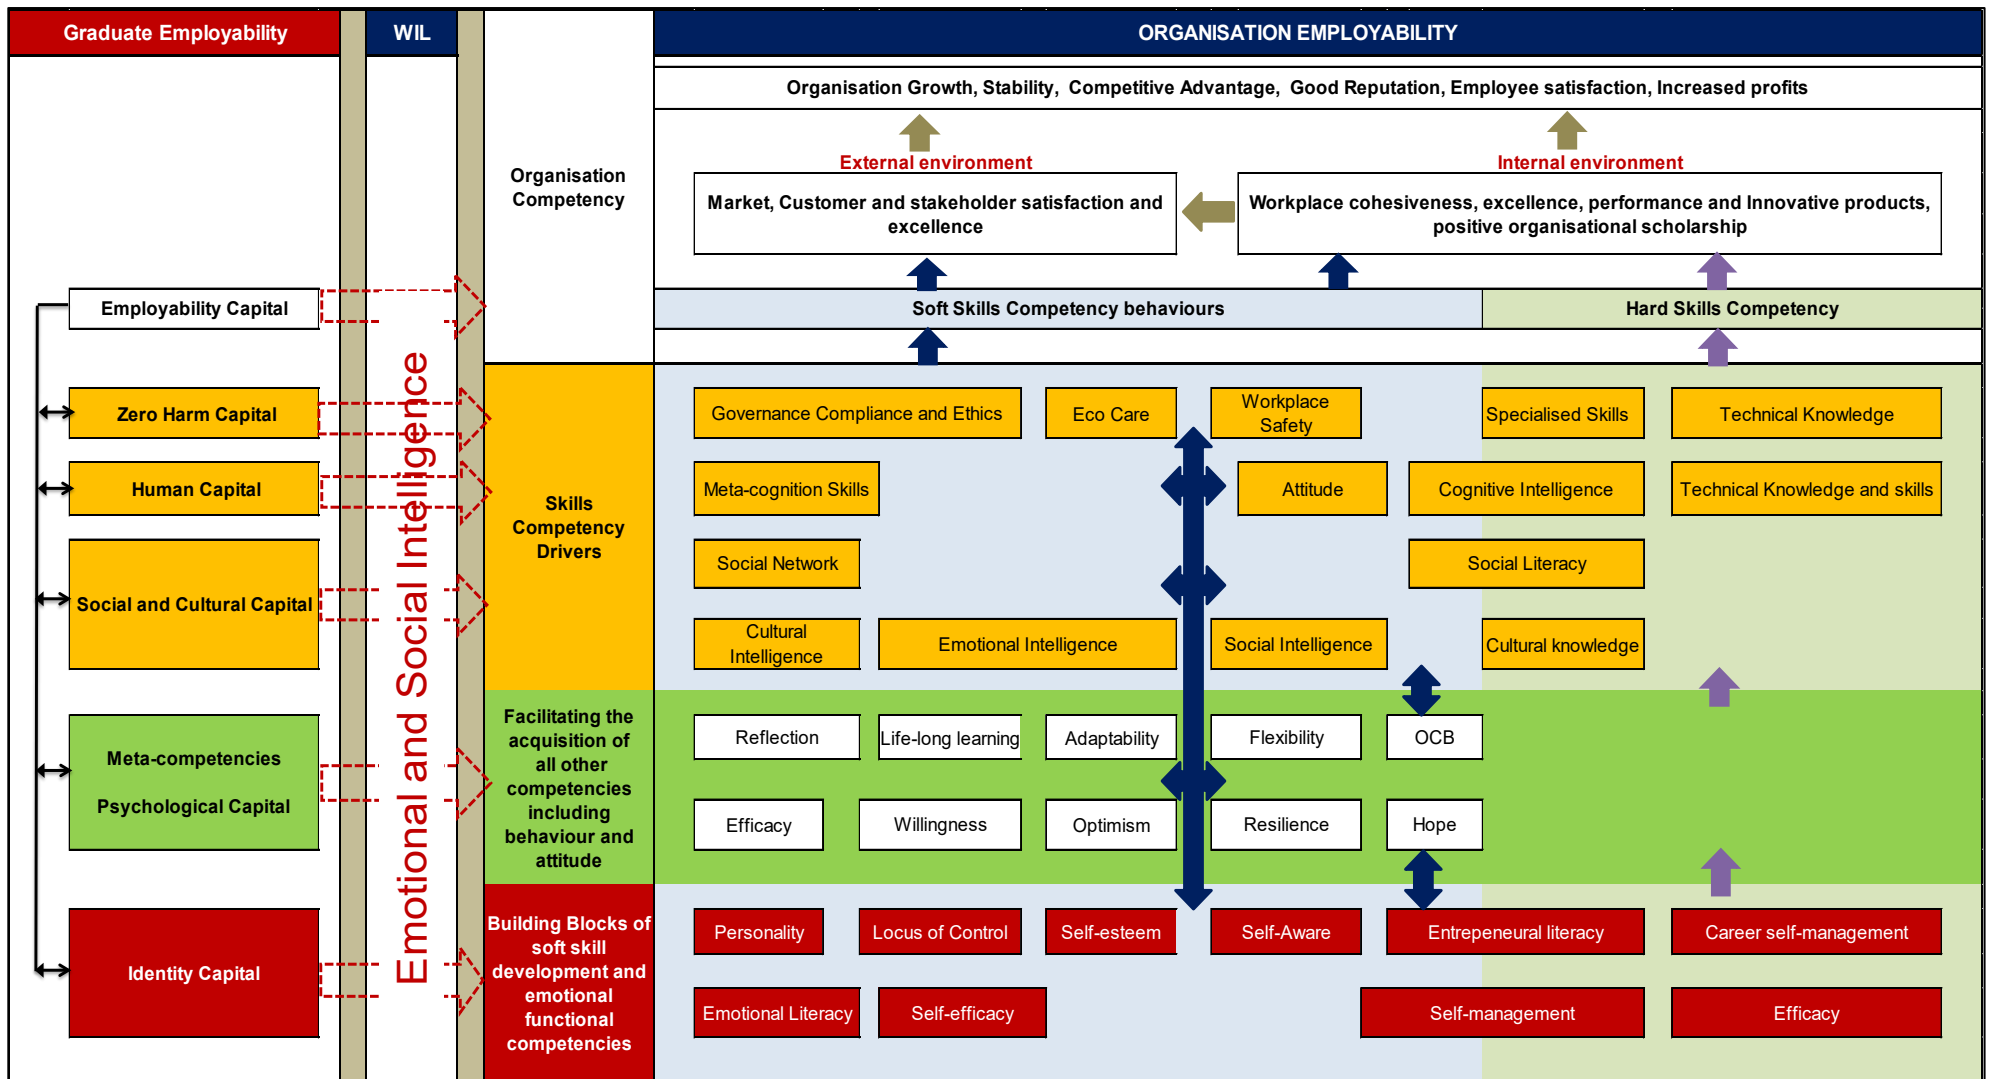 Graduate Employability
WIL
ORGANISATION EMPLOYABILITY
Organisation Growth, Stability, Competitive Advantage, Good Reputation, Employee satisfaction, Increased profits
External environment
Internal environment
Organisation
Competency
Market, Customer and stakeholder satisfaction and
excellence
Workplace cohesiveness, excellence, performance and Innovative products,
positive organisational scholarship
Employability Capital
Soft Skills Competency behaviours
Hard Skills Competency
Emotional and Social Intelligence
Zero Harm Capital
Human Capital
Social and Cultural Capital
Skills
Competency
Drivers
Governance Compliance and Ethics
Eco Care
Workplace
Safety
Specialised Skills
Technical Knowledge
Meta-cognition Skills
Attitude
Cognitive Intelligence
Technical Knowledge and skills
Social Network
Social Literacy
Cultural
Intelligence
Emotional Intelligence
Social Intelligence
Cultural knowledge
Meta-competencies
Psychological Capital
Facilitating the
acquisition of
all other
competencies
including
behaviour and
attitude
Reflection
Life-long learning
Adaptability
Flexibility
OCB
Efficacy
Willingness
Optimism
Resilience
Hope
Identity Capital
Building Blocks of
soft skill
development and
emotional
functional
competencies
Personality
Locus of Control
Self-esteem
Self-Aware
Entrepeneural literacy
Career self-management
Emotional Literacy
Self-efficacy
Self-management
Efficacy